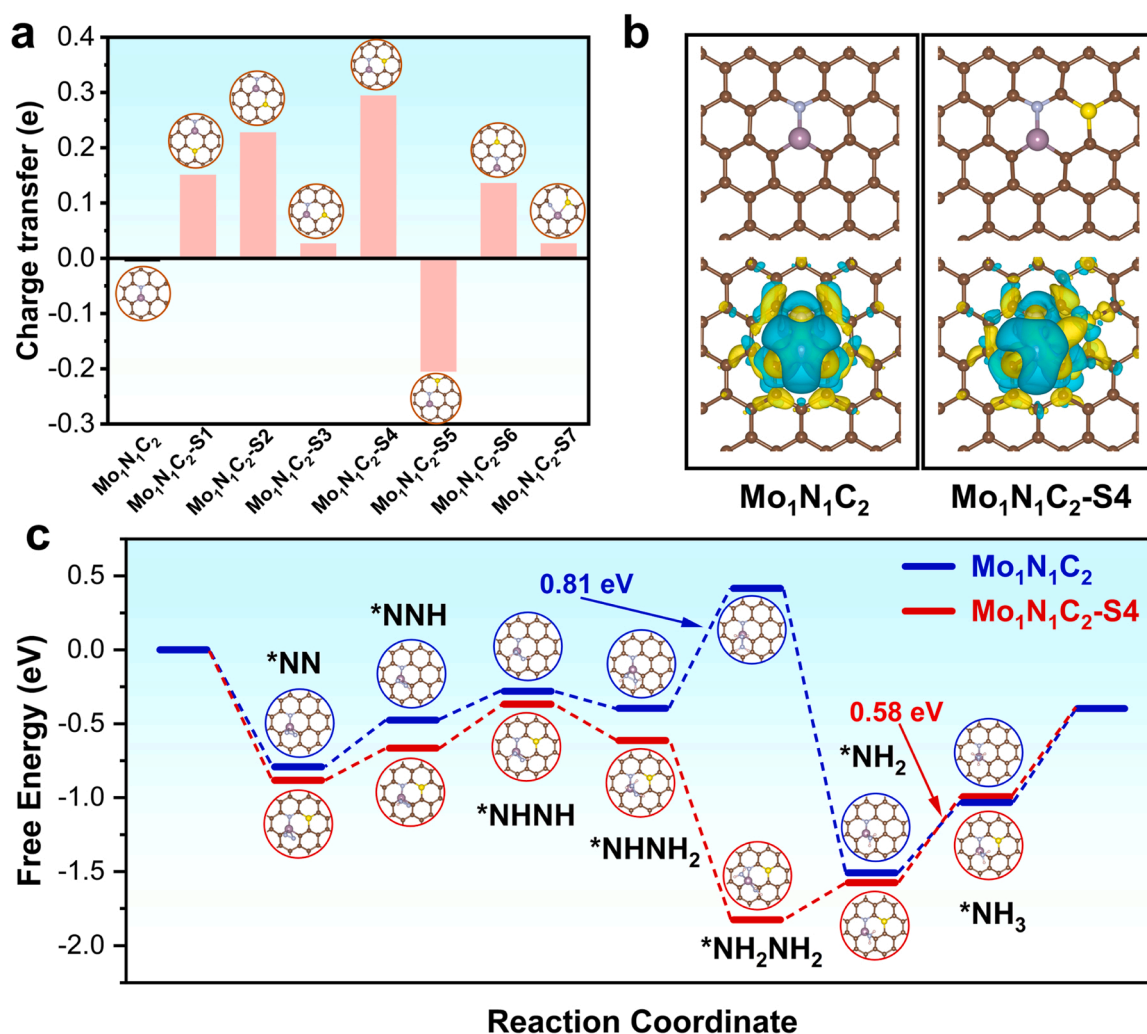 a
Charge transfer (e)
0.4
0.3
0.2
0.1
0.0
-0.1
-0.2
-0.3
Mo₁N₁C₂
Mo₁N₁C₂-S1
Mo₁N₁C₂-S2
Mo₁N₁C₂-S3
Mo₁N₁C₂-S4
Mo₁N₁C₂-S5
Mo₁N₁C₂-S6
Mo₁N₁C₂-S7
b
Mo₁N₁C₂
Mo₁N₁C₂-S4
c
Free Energy (eV)
0.5
0.0
-0.5
-1.0
-1.5
-2.0
*NN
*NNH
*NHNH
*NHNH₂
0.81 eV
*NH₂NH₂
*NH₂
0.58 eV
*NH₃
Mo₁N₁C₂
Mo₁N₁C₂-S4
Reaction Coordinate